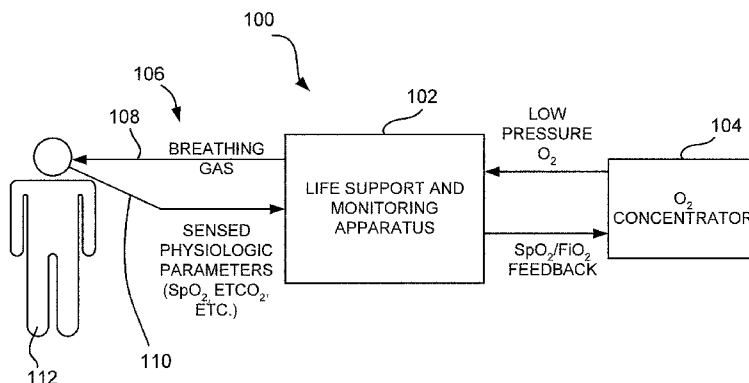 100
106
102
108
LOW
PRESSURE
O2
104
BREATHING
GAS
LIFE SUPPORT AND
MONITORING
APPARATUS
O2
CONCENTRATOR
SENSED
PHYSIOLOGIC
PARAMETERS
(SpO2, ETCO2,
ETC.)
SpO2/FiO2
FEEDBACK
112
110